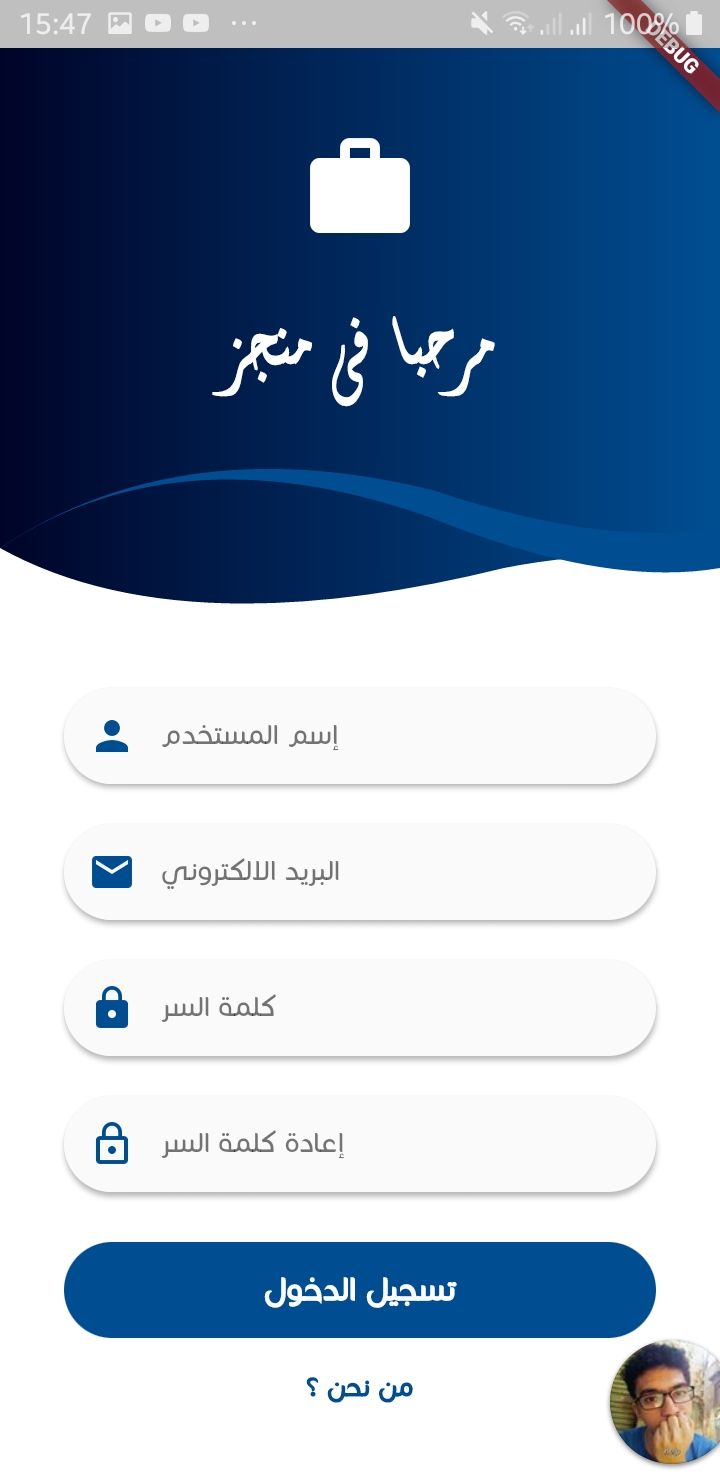 15:47
100%
DEBUG
مرحبا فى منجز
إسم المستخدم
البريد الالكتروني
كلمة السر
إعادة كلمة السر
تسجيل الدخول
من نحن ؟